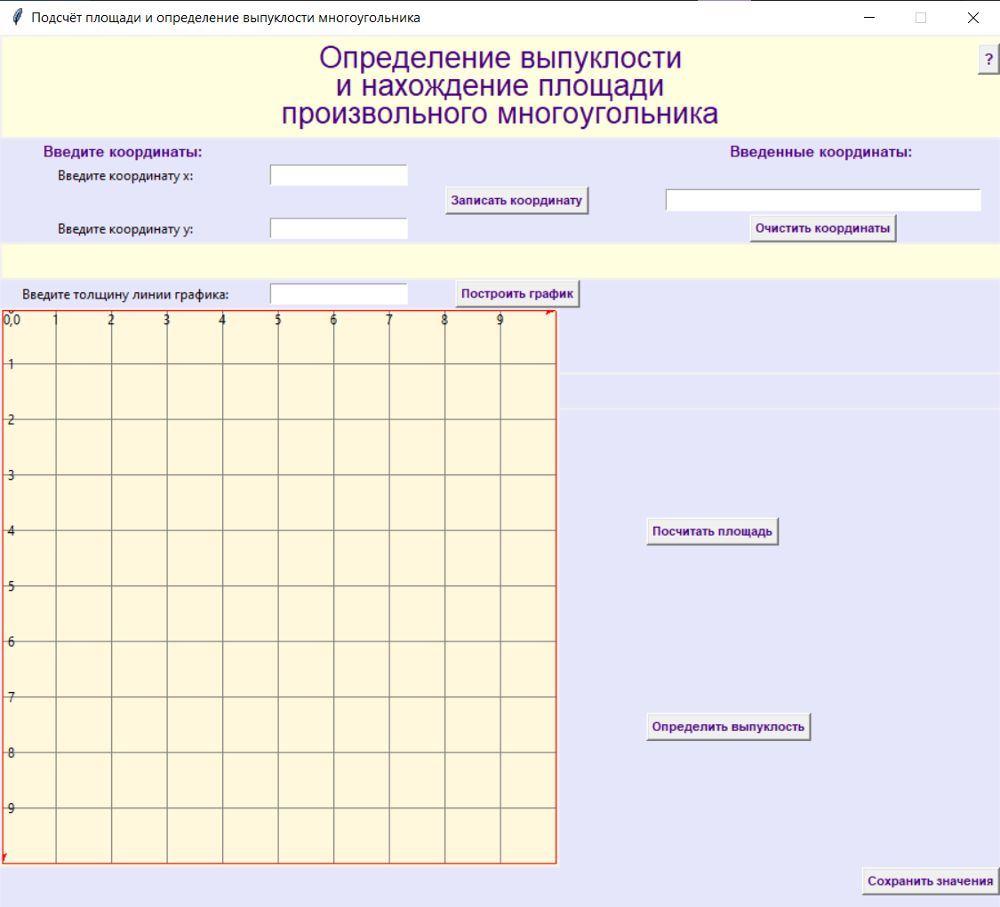 Подсчёт площади и определение выпуклости многоугольника
Определение выпуклости
и нахождение площади
произвольного многоугольника
?
Введите координаты:
Введенные координаты:
Введите координату x:
Записать координату
Введите координату y:
Очистить координаты
Введите толщину линии графика:
Построить график
0,0 1 2 3 4 5 6 7 8 9
1
2
3
4
5
6
7
8
9
Посчитать площадь
Определить выпуклость
Сохранить значения